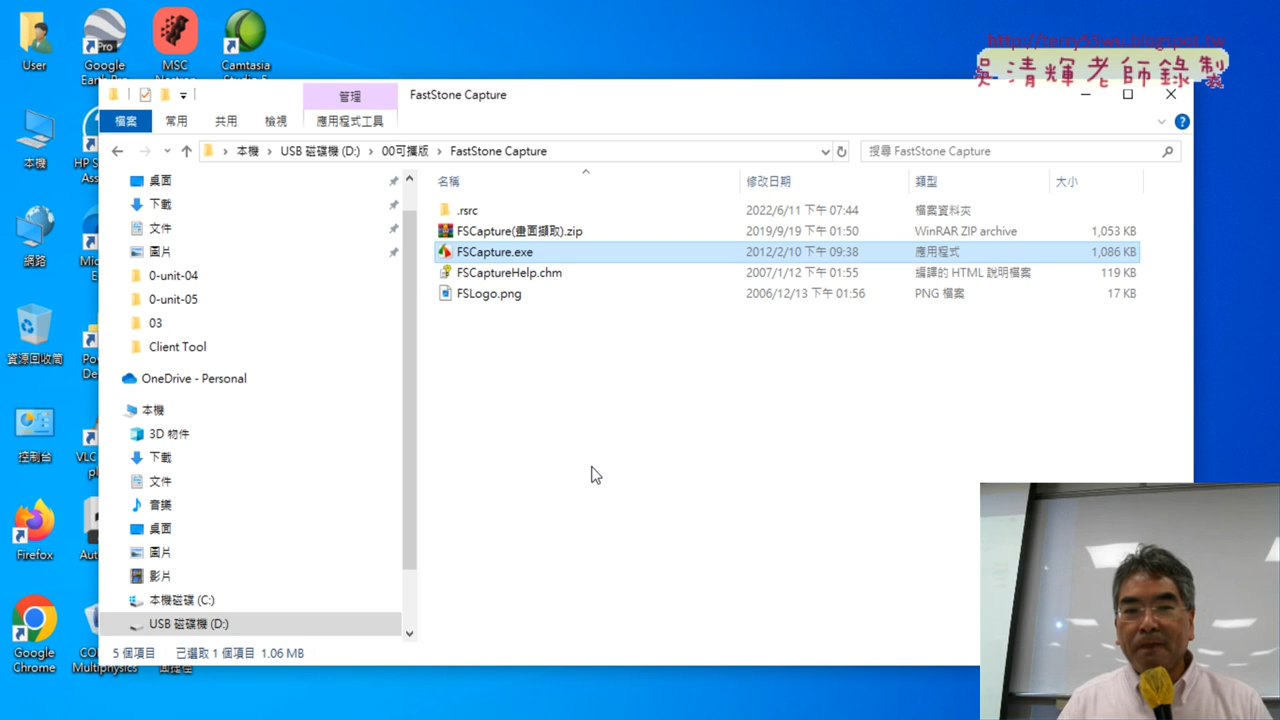 User
Google
Earth Pro
MSC
Camtasia
http://terry55wu.blogspot.tw
吳清輝老師錄製
管理
FastStone Capture
檔案
常用
共用
檢視
應用程式工具
本機
USB 磁碟機 (D:)
00可攜版
FastStone Capture
搜尋 FastStone Capture
本機
HP S
Ass
網路
Mic
資源回收筒
Po
De
控制台
VLC
pl
Firefox
Aut
Google
Chrome
CO
Multiphysics
桌面
下載
文件
圖片
0-unit-04
0-unit-05
03
Client Tool
OneDrive - Personal
本機
3D 物件
下載
文件
音樂
桌面
圖片
影片
本機磁碟 (C:)
USB 磁碟機 (D:)
名稱
修改日期
類型
大小
.rsrc
2022/6/11 下午 07:44
檔案資料夾
FSCapture(畫面擷取).zip
2019/9/19 下午 01:50
WinRAR ZIP archive
1,053 KB
FSCapture.exe
2012/2/10 下午 09:38
應用程式
1,086 KB
FSCaptureHelp.chm
2007/1/12 下午 01:55
編譯的 HTML 說明檔案
119 KB
FSLogo.png
2006/12/13 下午 01:56
PNG 檔案
17 KB
5 個項目
已選取 1 個項目 1.06 MB